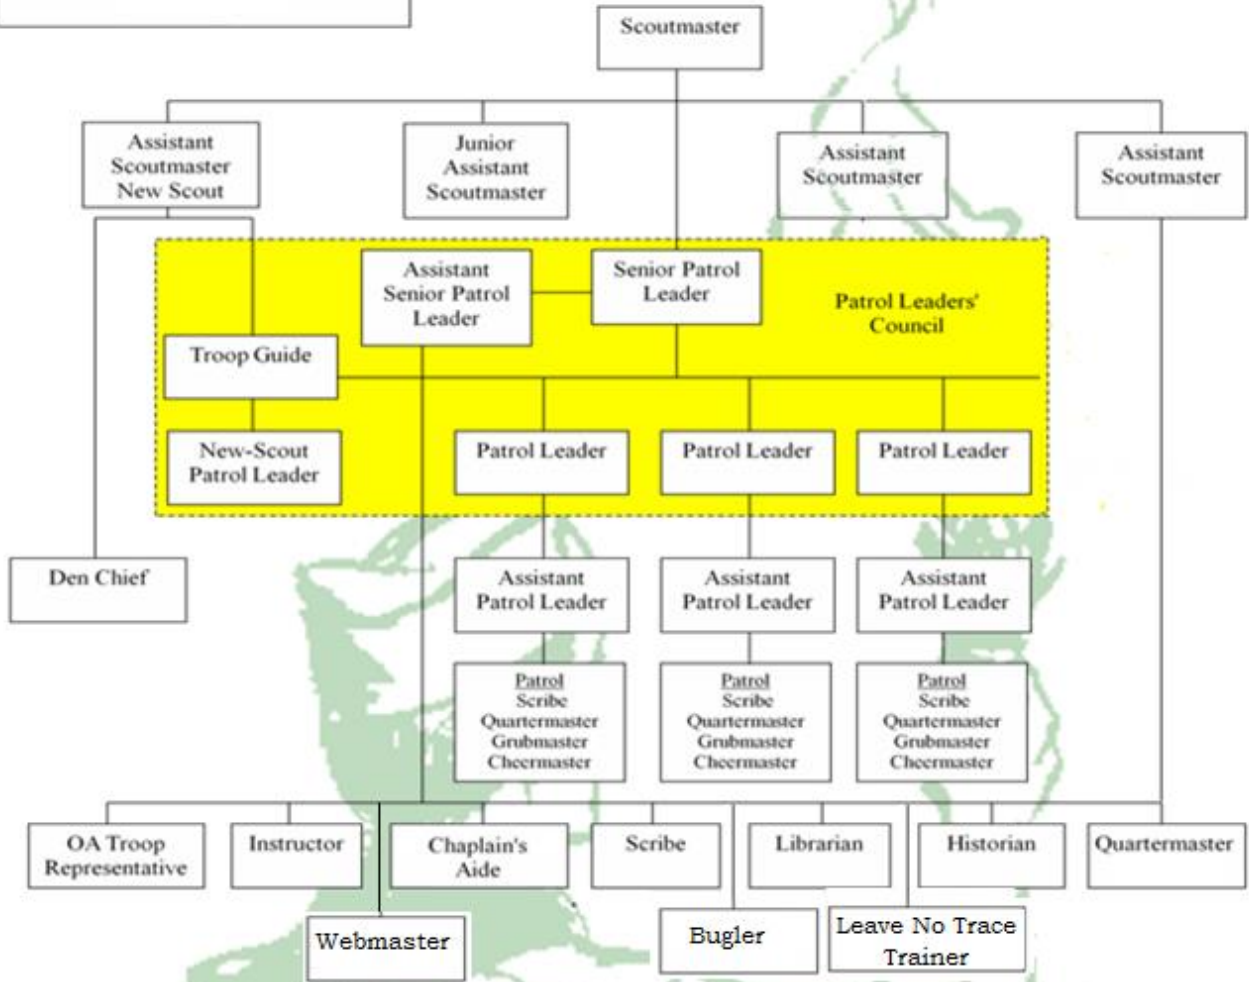 Scoutmaster
Assistant
Scoutmaster
New Scout
Junior
Assistant
Scoutmaster
Assistant
Scoutmaster
Assistant
Scoutmaster
Assistant
Senior Patrol
Leader
Senior Patrol
Leader
Patrol Leaders'
Council
Troop Guide
New-Scout
Patrol Leader
Patrol Leader
Patrol Leader
Patrol Leader
Den Chief
Assistant
Patrol Leader
Assistant
Patrol Leader
Assistant
Patrol Leader
Patrol
Scribe
Quartermaster
Grubmaster
Cheermaster
Patrol
Scribe
Quartermaster
Grubmaster
Cheermaster
Patrol
Scribe
Quartermaster
Grubmaster
Cheermaster
OA Troop
Representative
Instructor
Chaplain's
Aide
Scribe
Librarian
Historian
Quartermaster
Webmaster
Bugler
Leave No Trace
Trainer